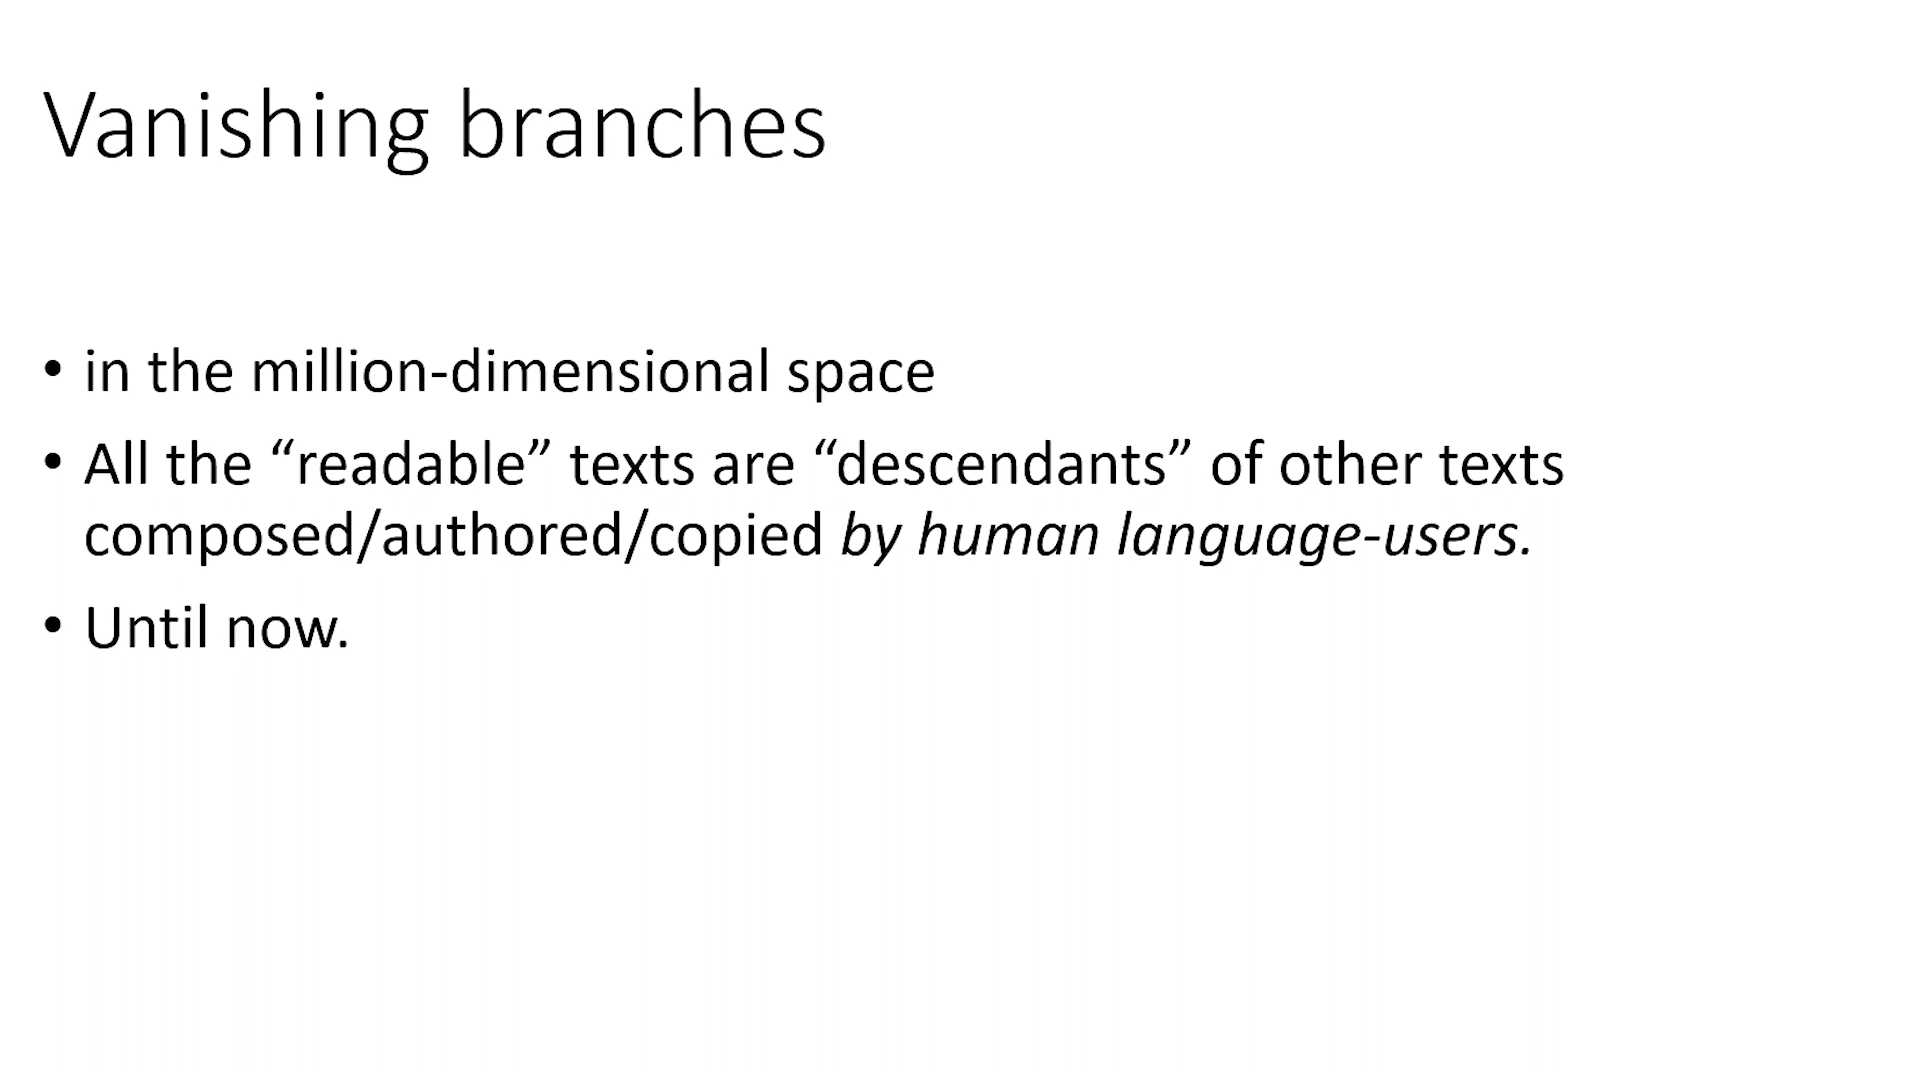 Vanishing branches
• in the million-dimensional space
• All the “readable” texts are “descendants” of other texts
composed/authored/copied by human language-users.
• Until now.